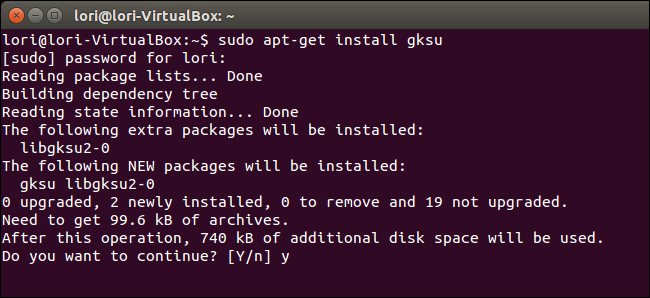 lori@lori-VirtualBox: ~
lori@lori-VirtualBox:~$ sudo apt-get install gksu
[sudo] password for lori:
Reading package lists... Done
Building dependency tree
Reading state information... Done
The following extra packages will be installed:
  libgksu2-0
The following NEW packages will be installed:
  gksu libgksu2-0
0 upgraded, 2 newly installed, 0 to remove and 19 not upgraded.
Need to get 99.6 kB of archives.
After this operation, 740 kB of additional disk space will be used.
Do you want to continue? [Y/n] y